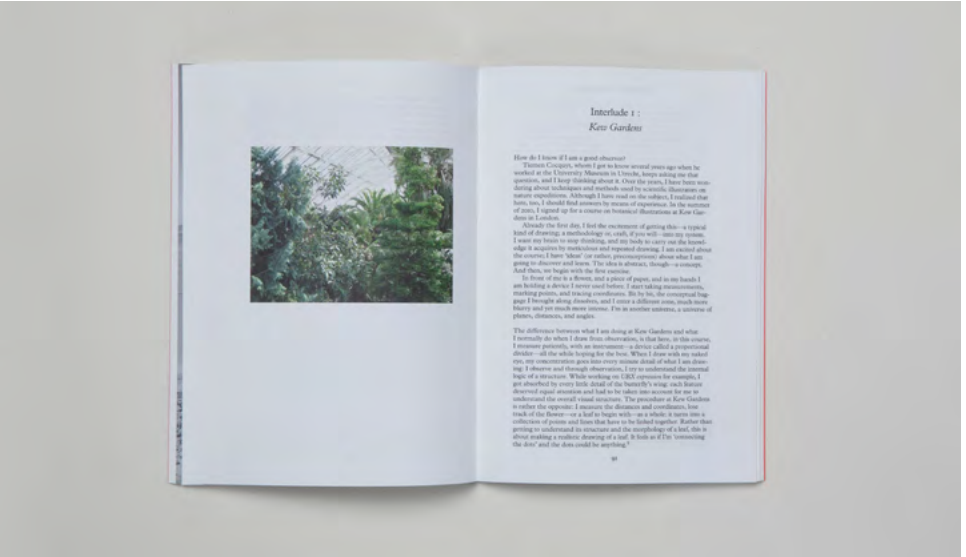 Interlude 1 :
Kew Gardens
How do I know if I am a good observer?
Tiemen Cocquyt, whom I got to know several years ago when he
worked at the University Museum in Utrecht, keeps asking me that
question, and I keep thinking about it. Over the years, I have been won-
dering about techniques and methods used by scientific illustrators on
nature expeditions. Although I have read on the subject, I realized that
here, too, I should find answers by means of experience. In the summer
of I signed up for a course on botanical illustrations at Kew Gar-
dens in London.
Already the first day, I feel the excitement of getting this—a typical
kind of drawing; a methodology or, craft, if you will—into my system.
I want my brain to stop thinking, and my body to carry out the knowl-
edge it acquires by meticulous and repeated drawing. I am excited about
the course; I have 'ideas' (or rather, preconceptions) about what I am
going to discover and learn. The idea is abstract, though—a concept.
And then, we begin with the first exercise.
In front of me is a flower, and a piece of paper, and in my hands I
am holding a device I never used before. I start taking measurements,
marking points, and tracing coordinates. Bit by bit, the conceptual bag-
gage I brought along dissolves, and I enter a different zone, much more
blurry and yet much more intense. I'm in another universe, a universe of
planes, distances, and angles.
The difference between what I am doing at Kew Gardens and what
I normally do when I draw from observation, is that here, in this course,
I measure patiently, with an instrument—a device called a proportional
divider—all the while hoping for the best. When I draw with my naked
eye, my concentration goes into every minute detail of what I am draw-
ing: I observe and through observation, I try to understand the internal
logic of a structure. While working on for example, I
got absorbed by every little detail of the butterfly's wing: each feature
deserved equal attention and had to be taken into account for me to
understand the overall visual structure. The procedure at Kew Gardens
is rather the opposite: I measure the distances and coordinates, lose
track of the flower—or a leaf to begin with—as a whole: it turns into a
collection of points and lines that have to be linked together. Rather than
getting to understand its structure and the morphology of a leaf, this is
about making a realistic drawing of a leaf. It feels as if I'm 'connecting
the dots' and the dots could be anything.